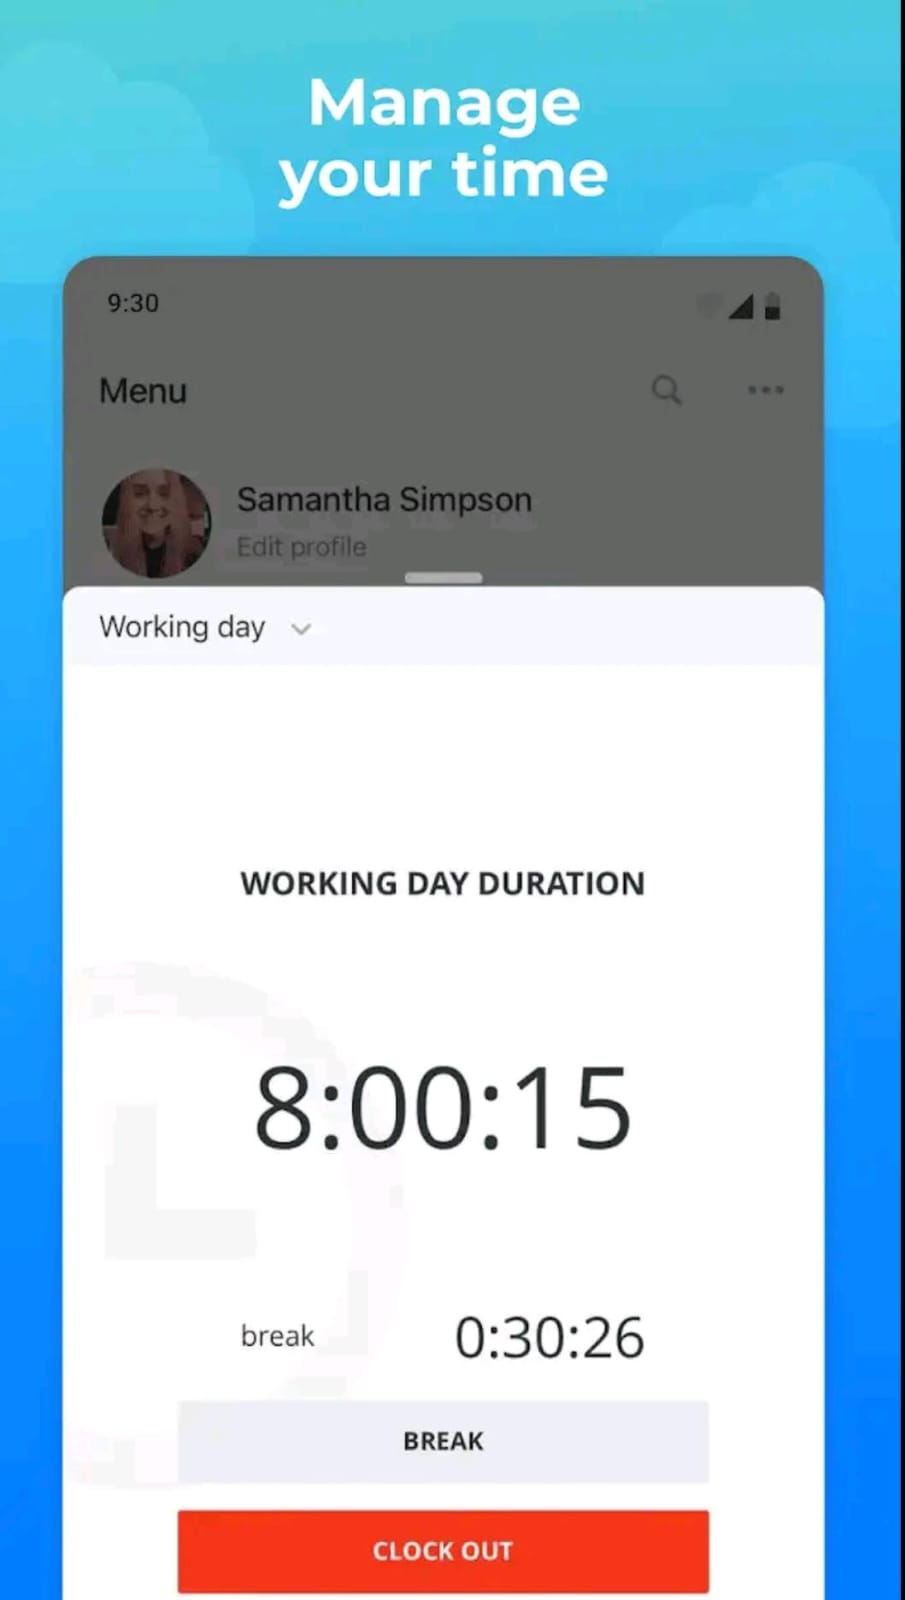 Manage
your time
9:30
Menu
Samantha Simpson
Edit profile
Working day
WORKING DAY DURATION
8:00:15
break 0:30:26
BREAK
CLOCK OUT